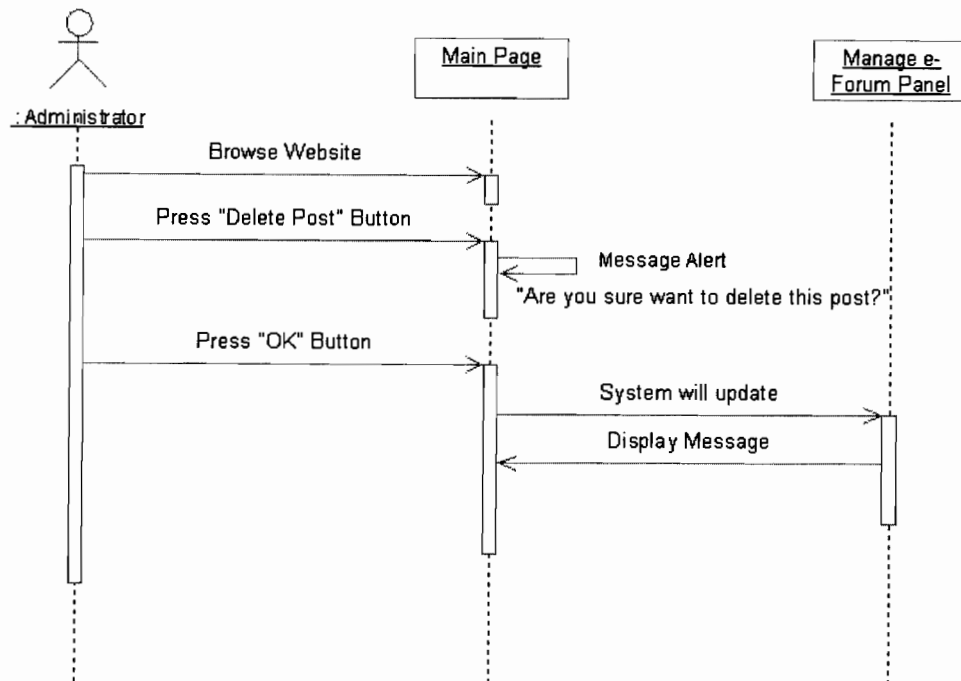 Main Page
Manage e-
Forum Panel
: Administrator
Browse Website
Press "Delete Post" Button
Message Alert
"Are you sure want to delete this post?"
Press "OK" Button
System will update
Display Message